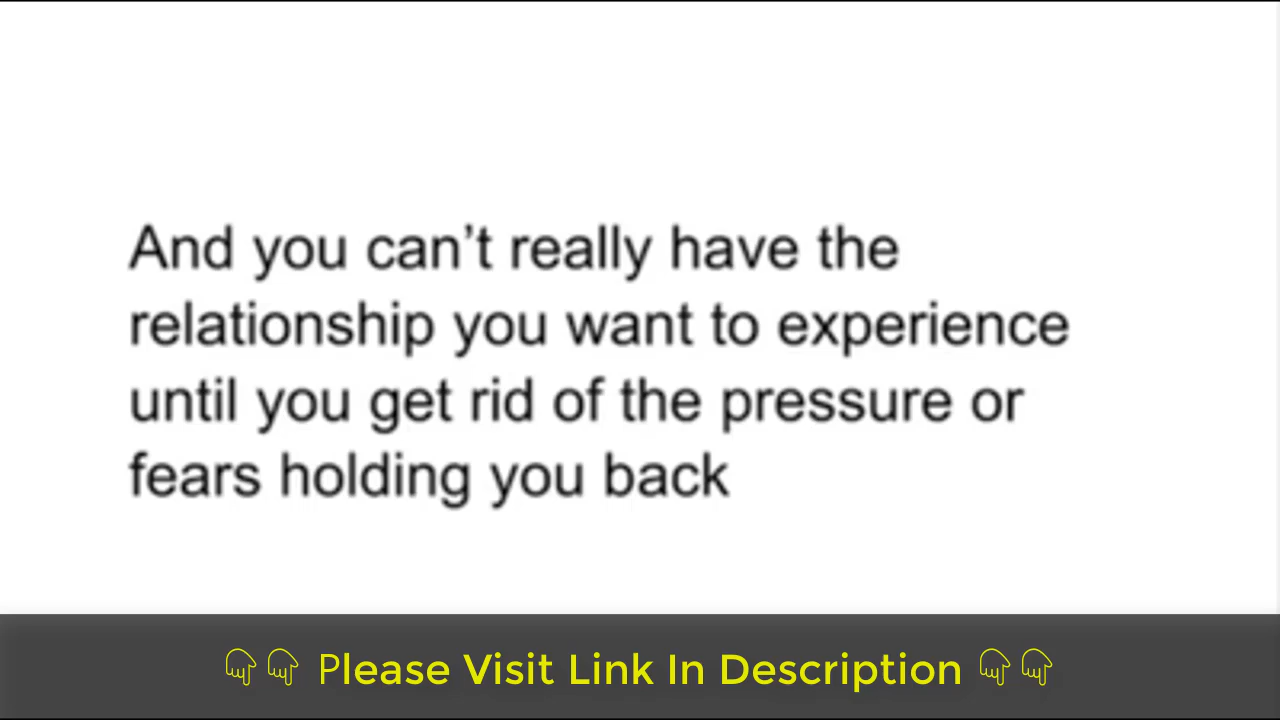 And you can't really have the
relationship you want to experience
until you get rid of the pressure or
fears holding you back
Please Visit Link In Description